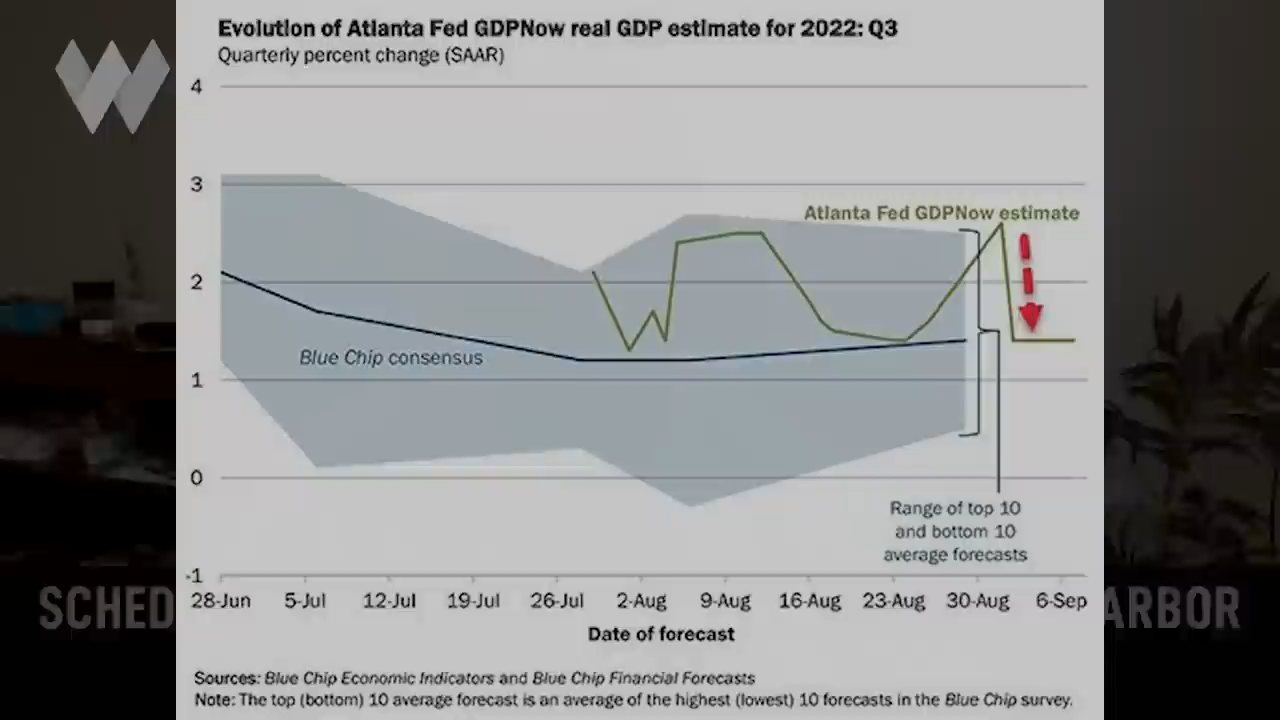 Evolution of Atlanta Fed GDPNow real GDP estimate for 2022: Q3
Quarterly percent change (SAAR)
W
4
3
Atlanta Fed GDPNow estimate
2
Blue Chip consensus
1
0
Range of top 10
and bottom 10
average forecasts
-1
28-Jun 5-Jul 12-Jul 19-Jul 26-Jul 2-Aug 9-Aug 16-Aug 23-Aug 30-Aug 6-Sep
SCHED
ARBOR
Date of forecast
Sources: Blue Chip Economic Indicators and Blue Chip Financial Forecasts
Note: The top (bottom) 10 average forecast is an average of the highest (lowest) 10 forecasts in the Blue Chip survey.